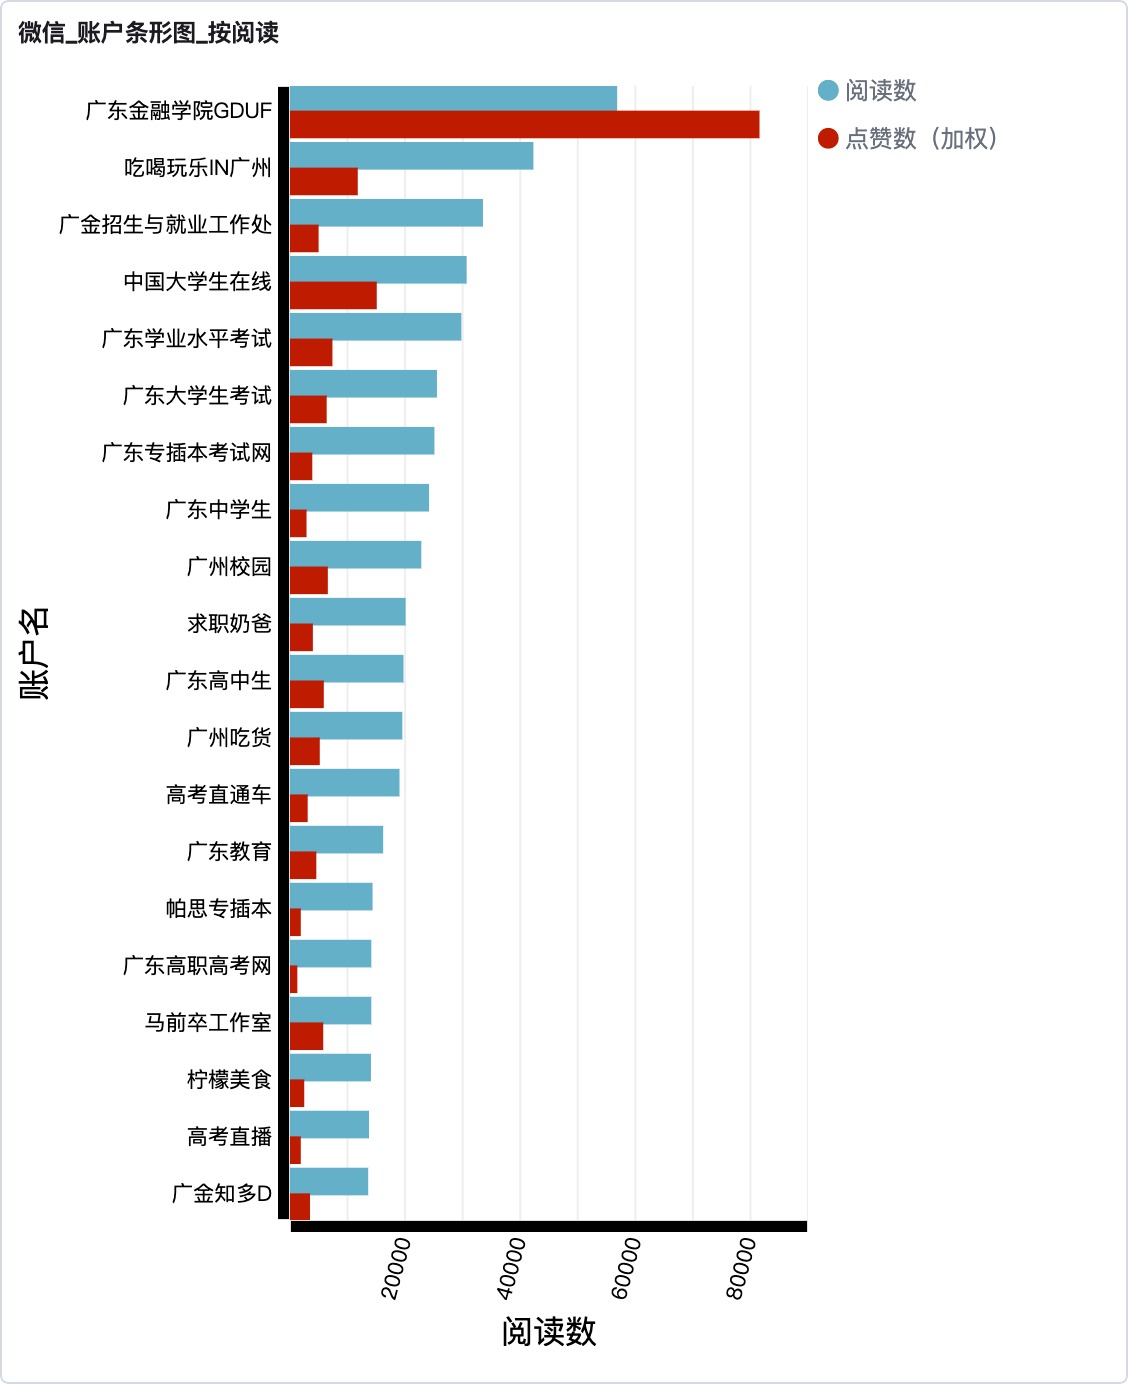 微信_账户条形图_按阅读
阅读数
点赞数（加权）
广东金融学院GDUF
吃喝玩乐IN广州
广金招生与就业工作处
中国大学生在线
广东学业水平考试
广东大学生考试
广东专插本考试网
广东中学生
广州校园
求职奶爸
广东高中生
广州吃货
高考直通车
广东教育
帕思专插本
广东高职高考网
马前卒工作室
柠檬美食
高考直播
广金知多D
账户名
20000
40000
60000
80000
阅读数